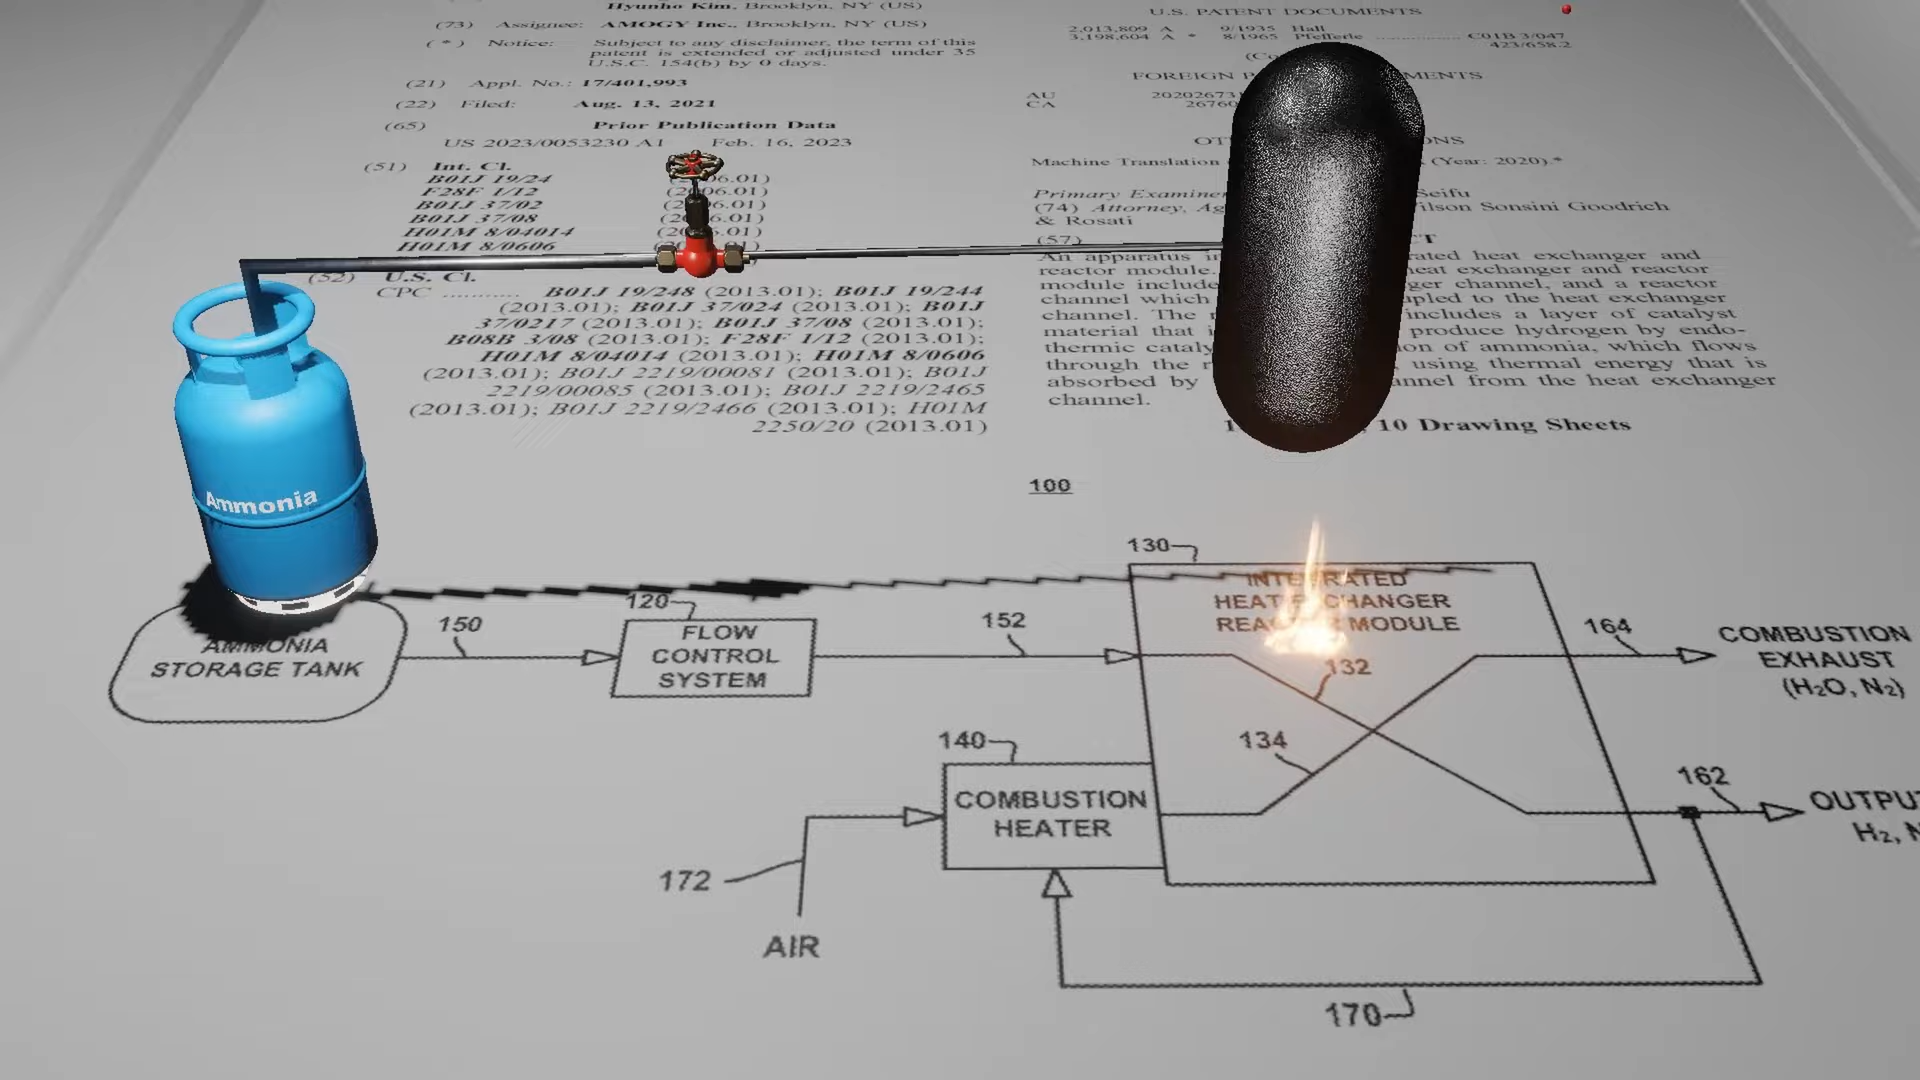 Hyunho Kim, Brooklyn, NY (US)
(73) Assignee: AMOGY Inc., Brooklyn, NY (US)
( * ) Notice: Subject to any disclaimer, the term of this
patent is extended or adjusted under 35
U.S.C. 154(b) by 0 days.
(21) Appl. No.: 17/401,993
(22) Filed: Aug. 13, 2021
(65) Prior Publication Data
US 2023/0053230 A1 Feb. 16, 2023
(51) Int. Cl.
B01J 19/24
F28F 1/12
B01J 37/02
B01J 37/08
H01M 8/04014
H01M 8/0606
(52) U.S. Cl.
CPC .......... B01J 19/248 (2013.01); B01J 19/244
(2013.01); B01J 37/024 (2013.01); B01J
37/0217 (2013.01); B01J 37/08 (2013.01);
B08B 3/08 (2013.01); F28F 1/12 (2013.01);
H01M 8/04014 (2013.01); H01M 8/0606
(2013.01); B01J 2219/00081 (2013.01); B01J
2219/00085 (2013.01); B01J 2219/2465
(2013.01); B01J 2219/2466 (2013.01); H01M
2250/20 (2013.01)
U.S. PATENT DOCUMENTS
2,013,809 A 9/1935 Hall
3,198,604 A * 8/1965 Pfefferle .............. C01B 3/047
423/658.2
FOREIGN
AU
CA
Machine Translation (Year: 2020).*
Primary Seifu
(74) Attorney, Wilson Sonsini Goodrich
& Rosati
(57)
An apparatus heat exchanger and
reactor module. heat exchanger and reactor
module channel, and a reactor
channel which to the heat exchanger
channel. The includes a layer of catalyst
material that produce hydrogen by endo-
thermic of ammonia, which flows
through the using thermal energy that is
absorbed by from the heat exchanger
channel.
10 Drawing Sheets
Ammonia
100
130
INTEGRATED
HEAT EXCHANGER
REACTOR MODULE
AMMONIA
STORAGE TANK
150
120
FLOW
CONTROL
SYSTEM
152
132
134
164
COMBUSTION
EXHAUST
(H₂O, N₂)
140
COMBUSTION
HEATER
162
H₂,
172
AIR
170